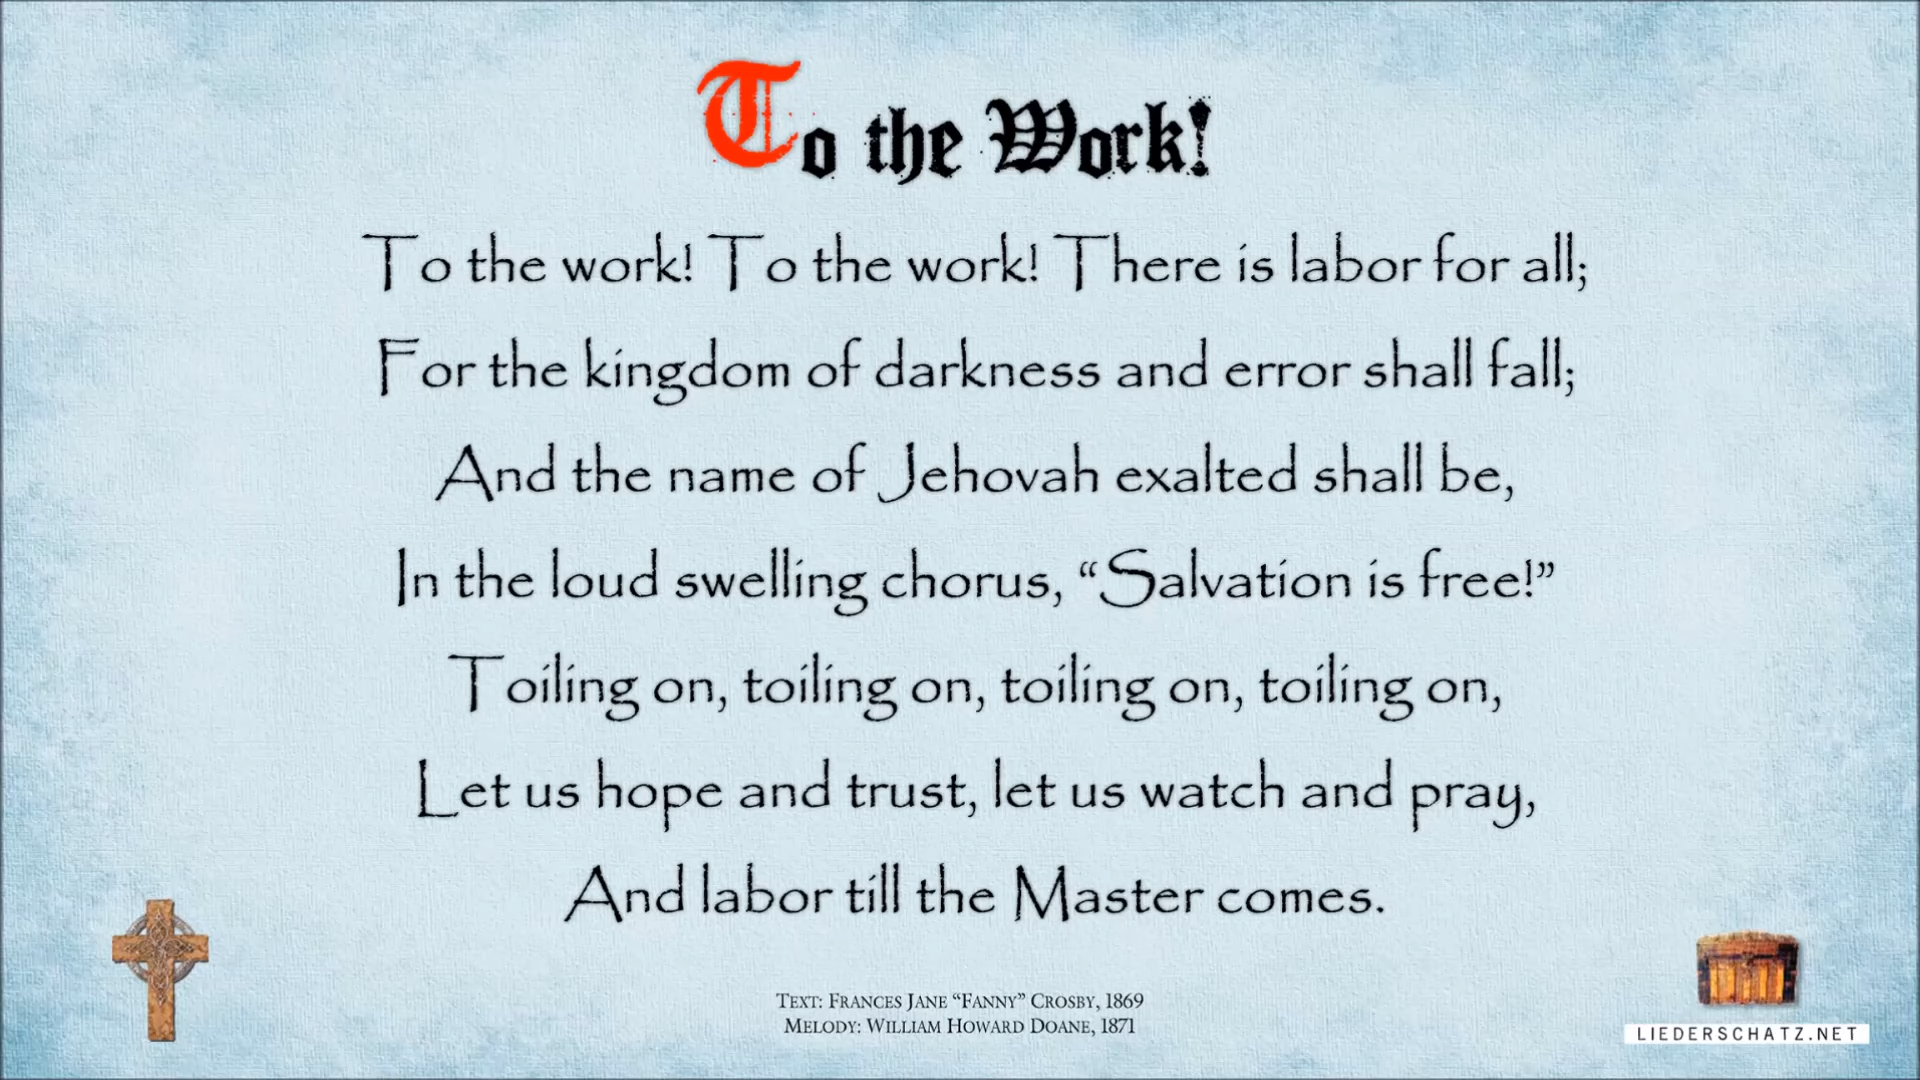 To the Work!
To the work! To the work! There is labor for all;
For the kingdom of darkness and error shall fall;
And the name of Jehovah exalted shall be,
In the loud swelling chorus, “Salvation is free!”
Toiling on, toiling on, toiling on, toiling on,
Let us hope and trust, let us watch and pray,
And labor till the Master comes.
TEXT: FRANCES JANE “FANNY” CROSBY, 1869
MELODY: WILLIAM HOWARD DOANE, 1871
LIEDERSCHATZ.NET